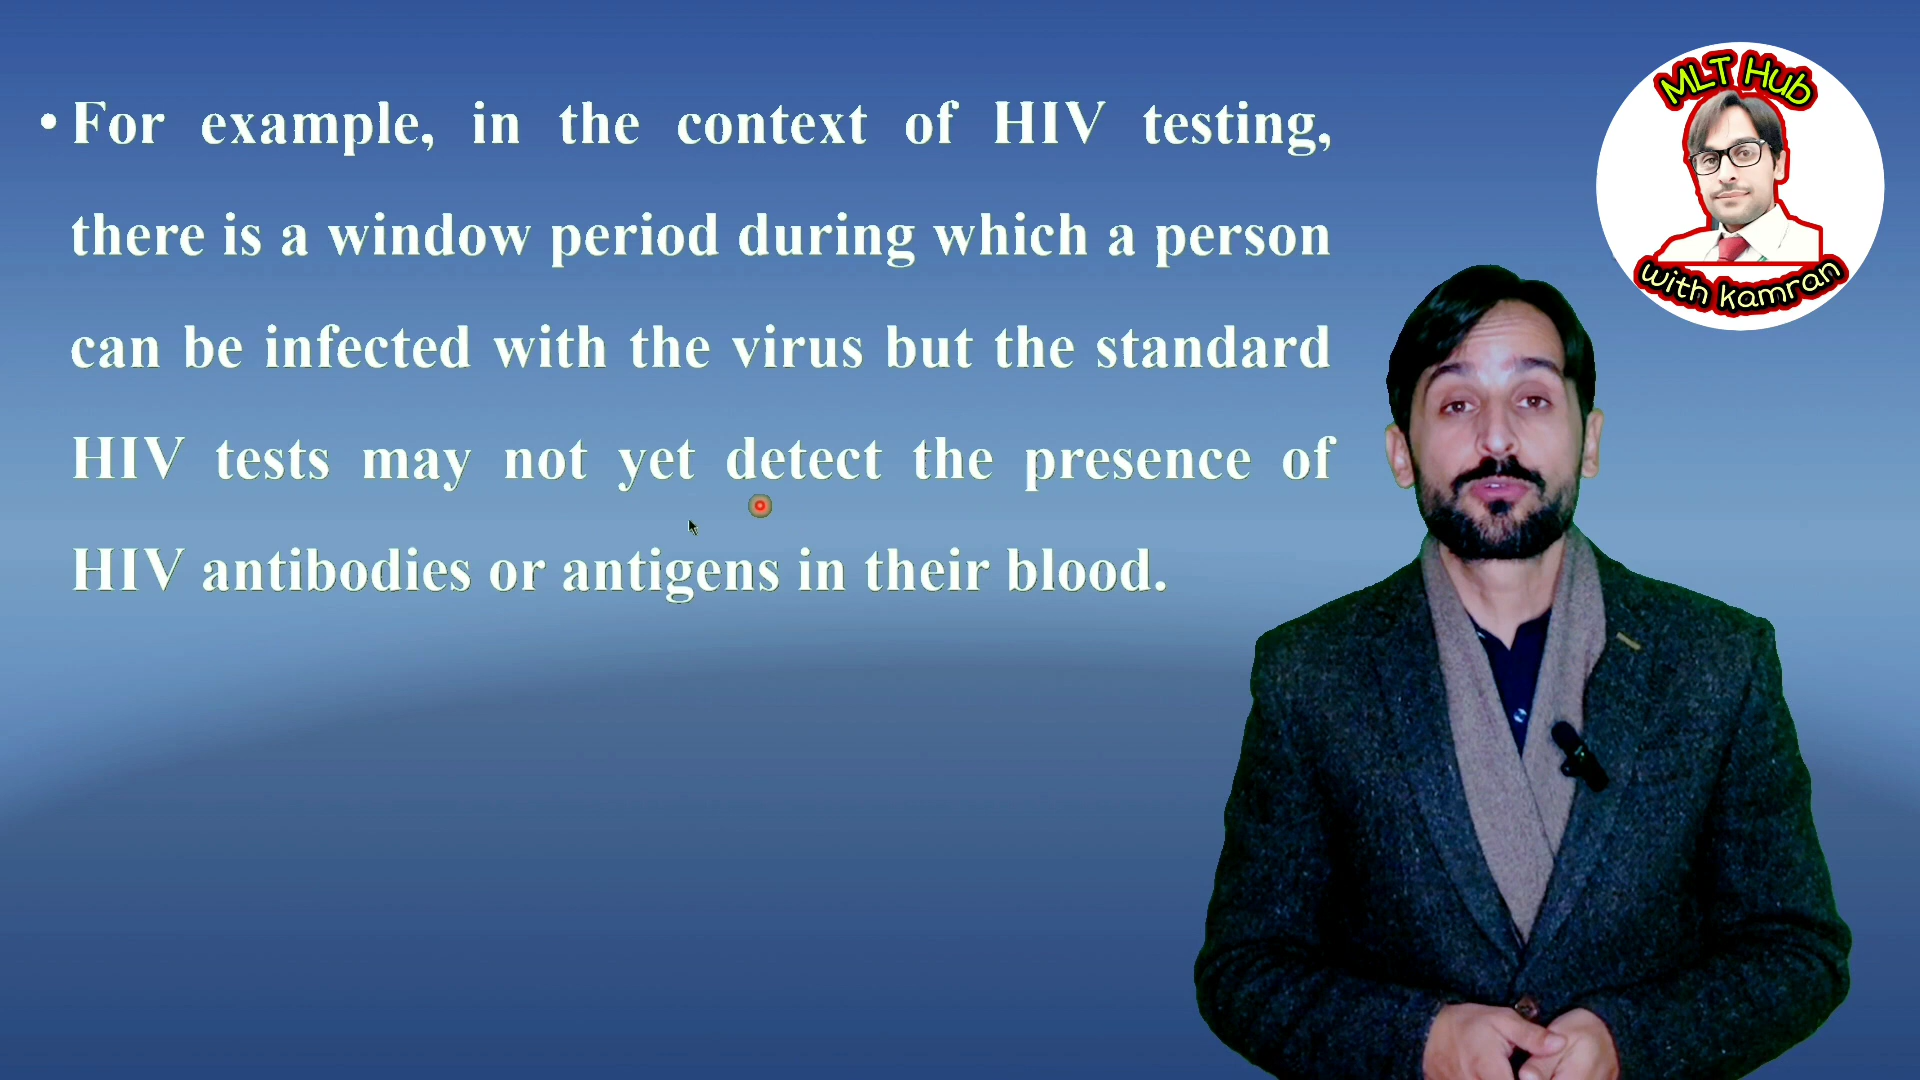 • For example, in the context of HIV testing,
there is a window period during which a person
can be infected with the virus but the standard
HIV tests may not yet detect the presence of
HIV antibodies or antigens in their blood.
MLT Hub
with kamran